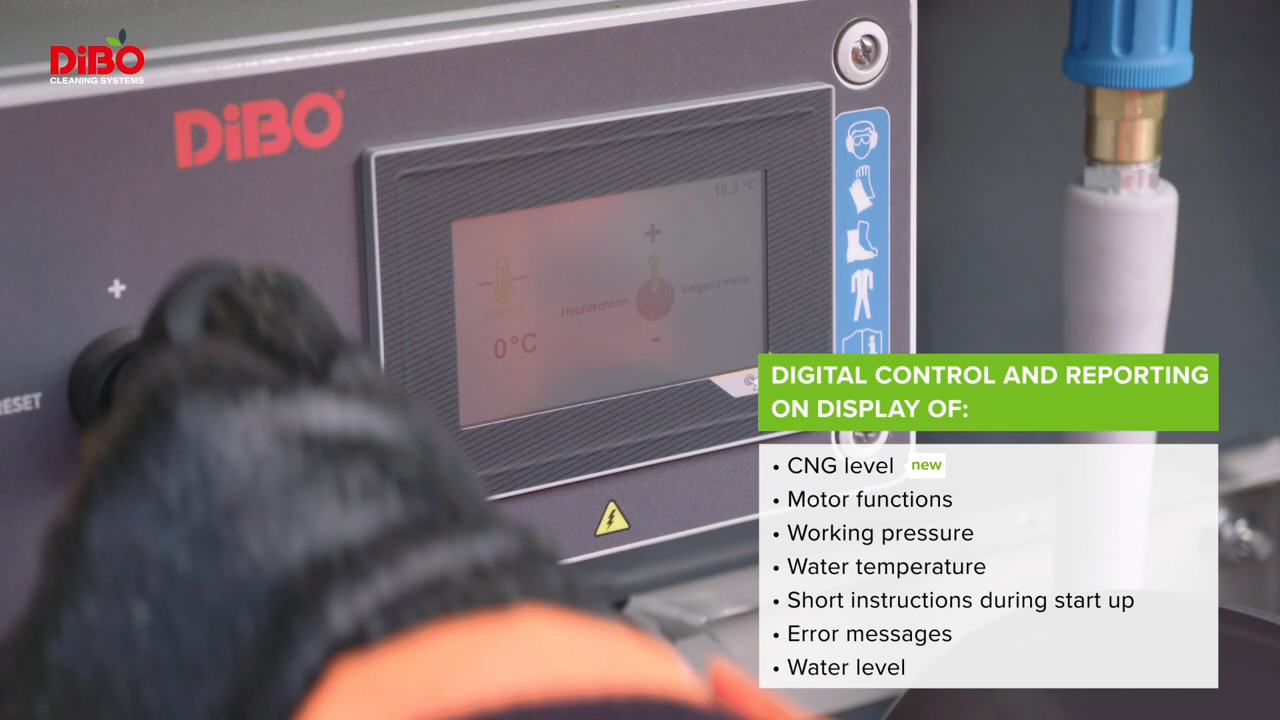 DiBO
CLEANING SYSTEMS
DiBO
18.2 °C
+
+
Hoofdscherm
Volgend menu
0°C
-
RESET
DIGITAL CONTROL AND REPORTING
ON DISPLAY OF:
• CNG level new
• Motor functions
• Working pressure
• Water temperature
• Short instructions during start up
• Error messages
• Water level